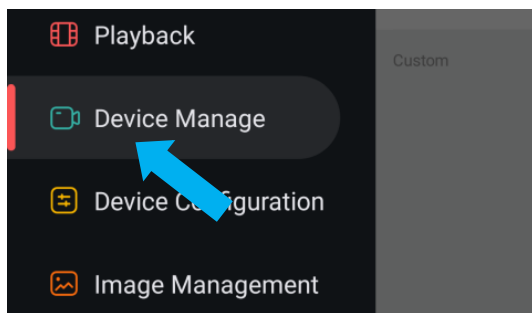 Playback
Custom
Device Manage
Device Configuration
Image Management